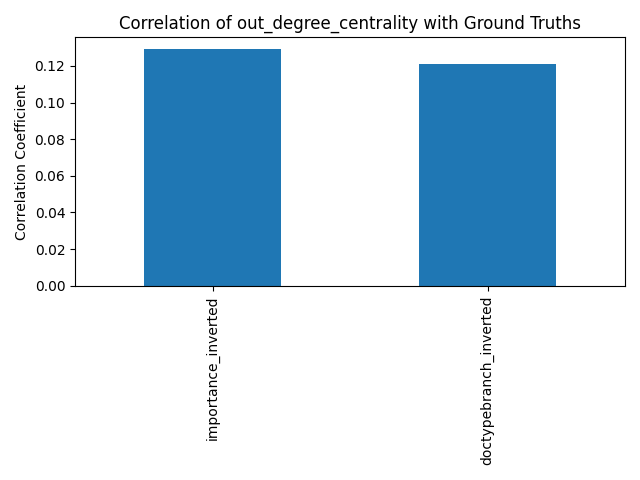 Correlation of out_degree_centrality with Ground Truths
Correlation Coefficient
0.12
0.10
0.08
0.06
0.04
0.02
0.00
importance_inverted
doctypebranch_inverted